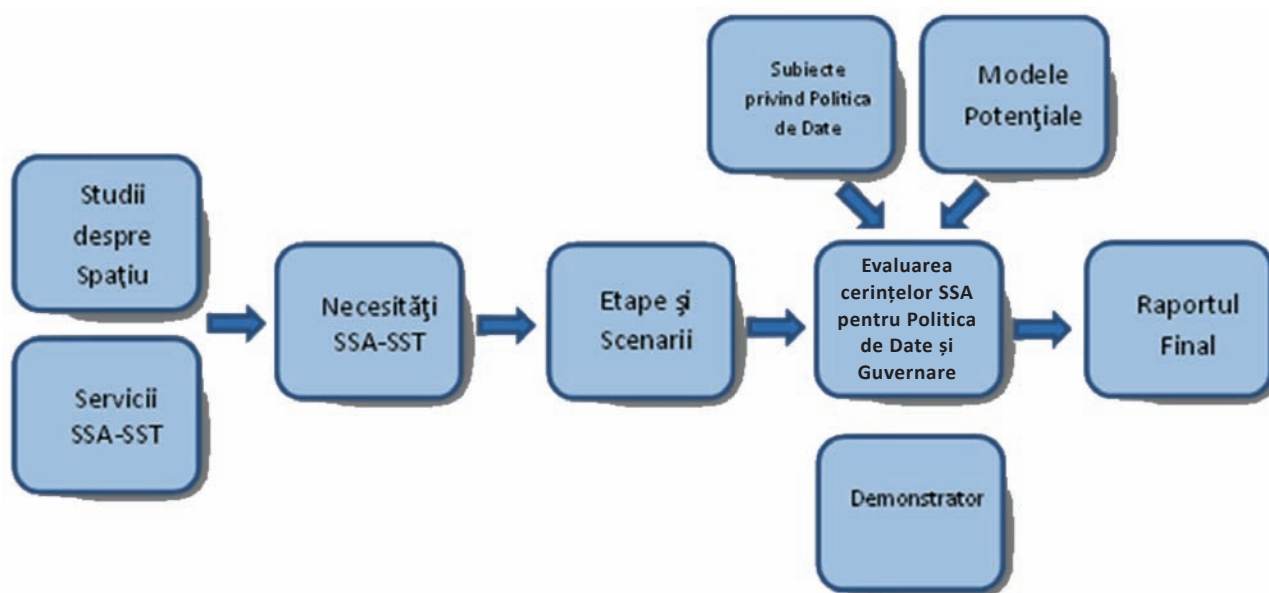 Subiecte
privind Politica
de Date
Modele
Potenţiale
Studii
despre
Spaţiu
Servicii
SSA-SST
Necesităţi
SSA-SST
Etape şi
Scenarii
Evaluarea
cerințelor SSA
pentru Politica
de Date și
Guvernare
Raportul
Final
Demonstrator